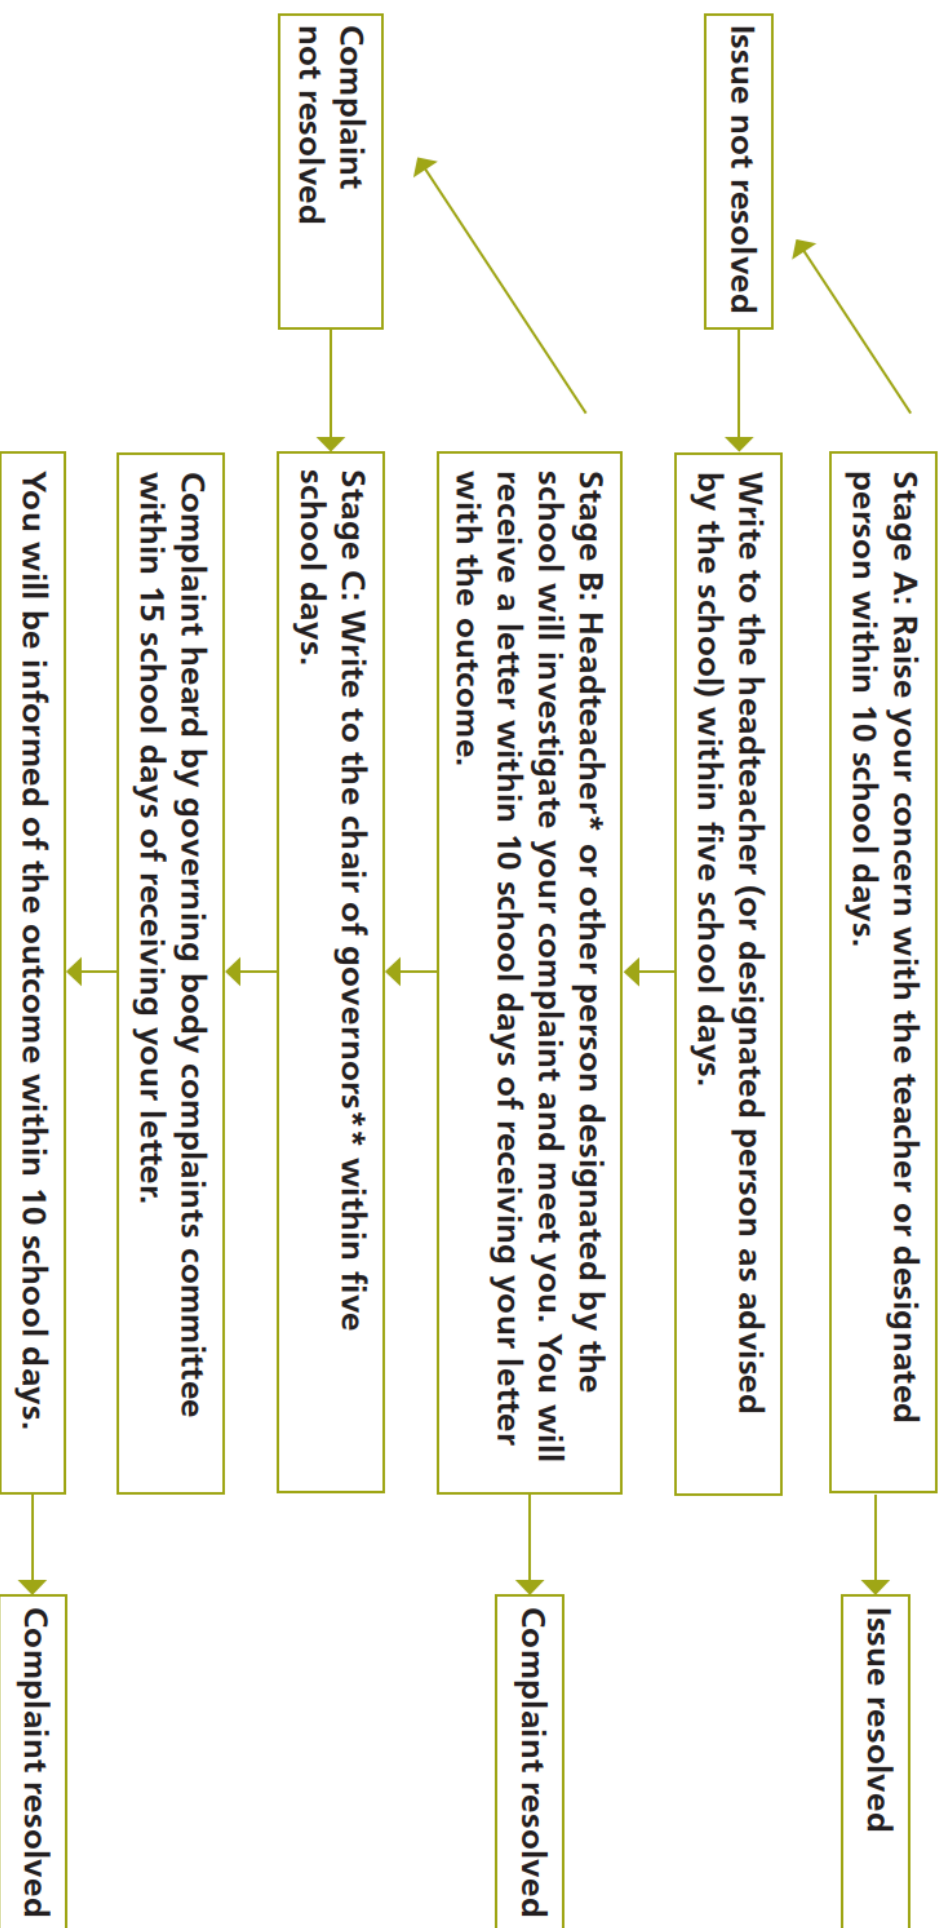 Stage A: Raise your concern with the teacher or designated
person within 10 school days.
Issue resolved
Issue not resolved
Write to the headteacher (or designated person as advised
by the school) within five school days.
Stage B: Headteacher* or other person designated by the
school will investigate your complaint and meet you. You will
receive a letter within 10 school days of receiving your letter
with the outcome.
Complaint resolved
Complaint
not resolved
Stage C: Write to the chair of governors** within five
school days.
Complaint heard by governing body complaints committee
within 15 school days of receiving your letter.
You will be informed of the outcome within 10 school days.
Complaint resolved